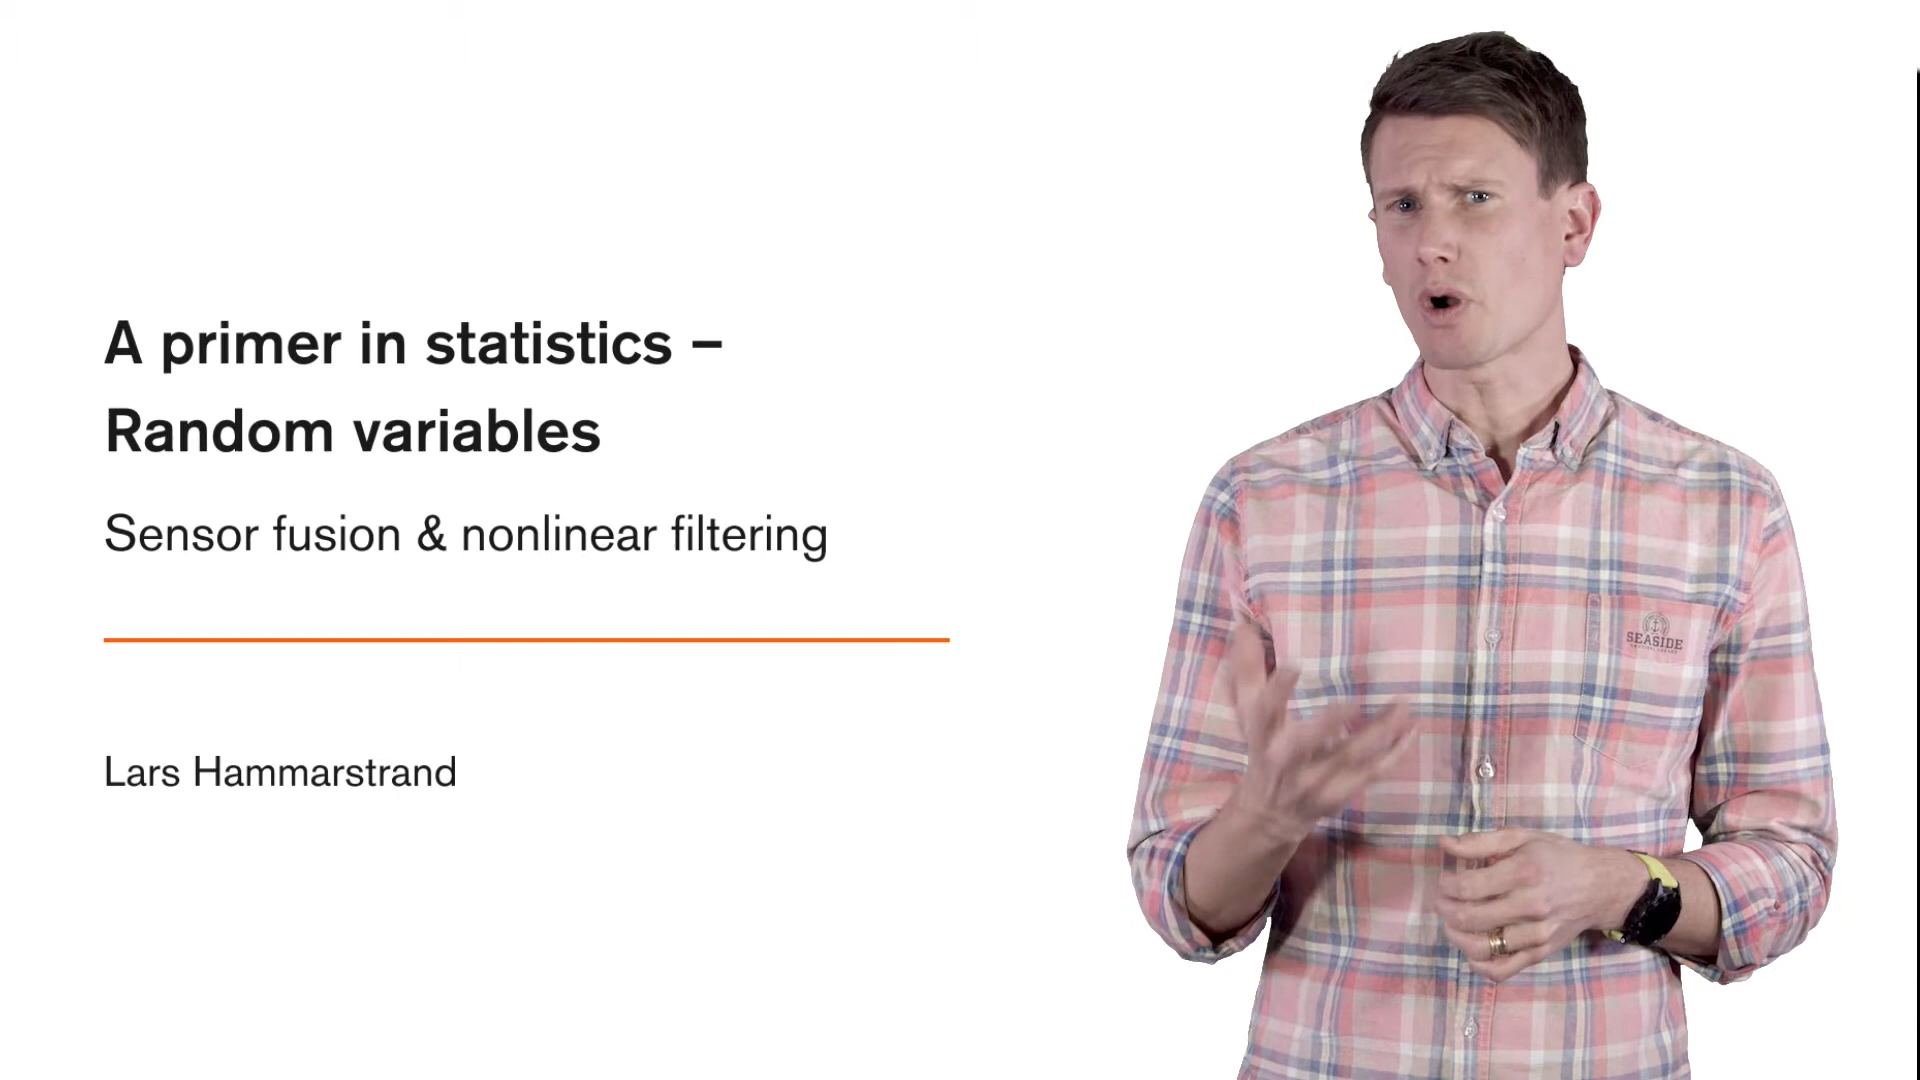 A primer in statistics –
Random variables
Sensor fusion & nonlinear filtering
Lars Hammarstrand
SEASIDE